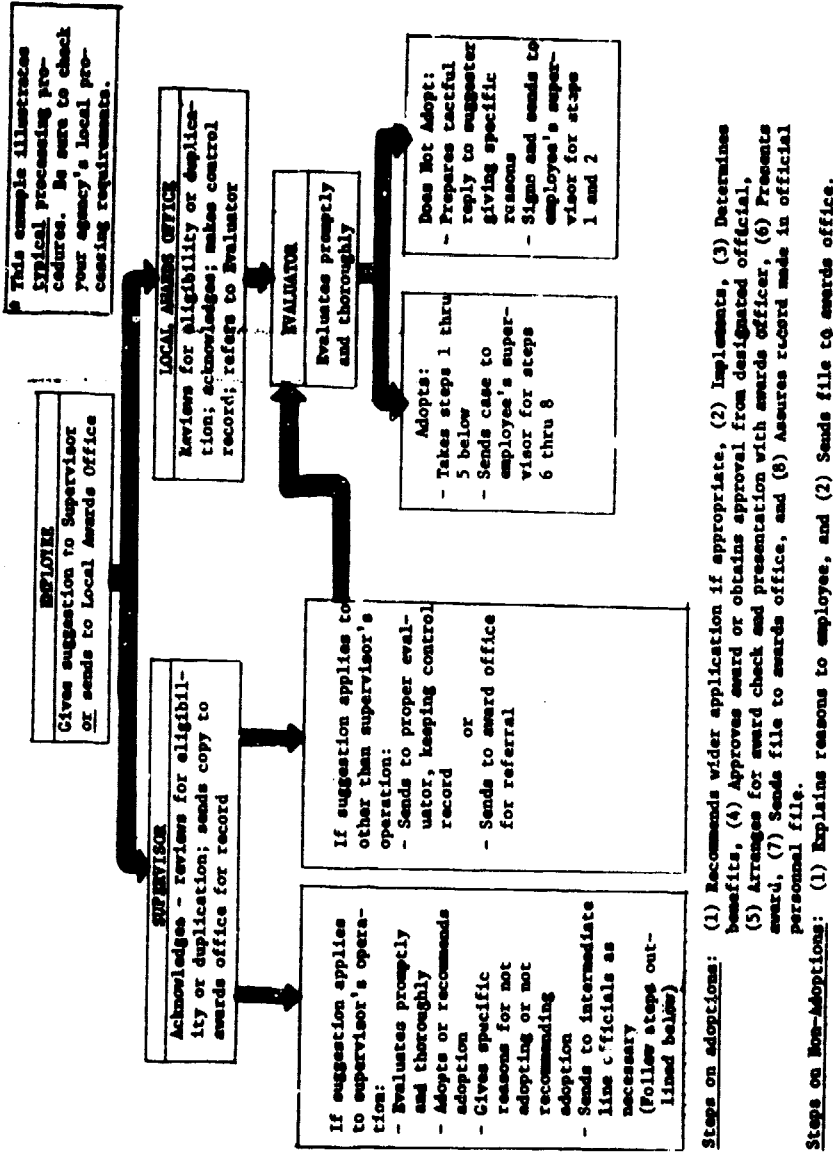 * This example illustrates
TYPICAL processing pro-
cedures. Be sure to check
your agency's local pro-
cessing requirements.
EMPLOYEE
Gives suggestion to Supervisor
or sends to Local Awards Office
SUPERVISOR
Acknowledges - reviews for eligibil-
ity or duplication; sends copy to
awards office for record
LOCAL AWARDS OFFICE
Reviews for eligibility or duplica-
tion; acknowledges; makes control
record; refers to Evaluator
EVALUATOR
Evaluates promptly
and thoroughly
If suggestion applies
to supervisor's opera-
tion:
- Evaluates promptly
and thoroughly
- Adopts or recommends
adoption
- Gives specific
reasons for not
adopting or not
recommending
adoption
- Sends to intermediate
line officials as
necessary
(Follow steps out-
lined below)
If suggestion applies to
other than supervisor's
operation:
- Sends to proper eval-
uator, keeping control
record
or
- Sends to award office
for referral
Adopts:
- Takes steps 1 thru
5 below
- Sends case to
employee's super-
visor for steps
6 thru 8
Does Not Adopt:
- Prepares tactful
reply to suggester
giving specific
reasons
- Signs and sends to
employee's super-
visor for steps
1 and 2
Steps on adoptions: (1) Recommends wider application if appropriate, (2) Implements, (3) Determines
benefits, (4) Approves award or obtains approval from designated official,
(5) Arranges for award check and presentation with awards officer, (6) Presents
award, (7) Sends file to awards office, and (8) Assures record made in official
personnel file.
Steps on Non-Adoptions: (1) Explains reasons to employee, and (2) Sends file to awards office.